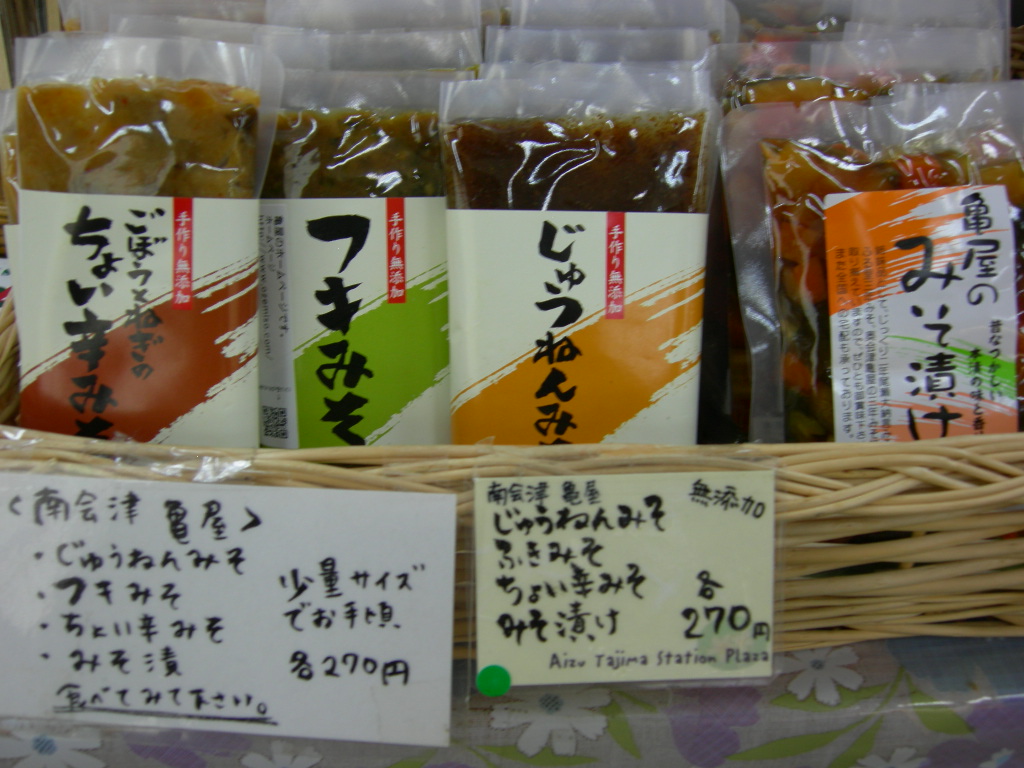 手作り無添加
ごぼうとねぎの
ちょい辛みそ
手作り無添加
フキみそ
手作り無添加
じゅうねんみそ
亀屋の
みそ漬け
昔なつかしい
<南会津 亀屋>
・じゅうねんみそ
・フキみそ
・ちょい辛みそ
・みそ漬
食べてみて下さい。
少量サイズ
でお手頃
各270円
南会津 亀屋
無添加
じゅうねんみそ
ふきみそ
ちょい辛みそ
みそ漬け
各
270円
Aizu Tajima Station Plaza